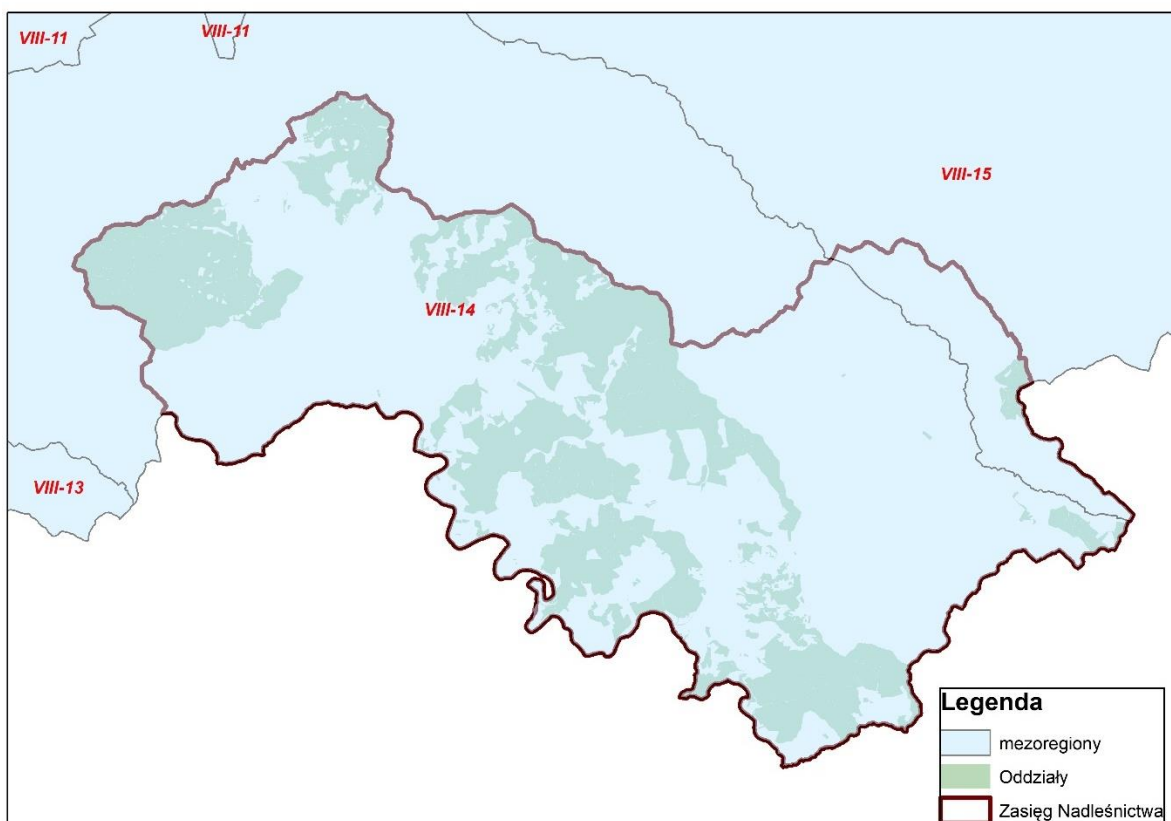 VIII-11
VIII-11
VIII-15
VIII-14
VIII-13
Legenda
mezoregiony
Oddziały
Zasięg Nadleśnictwa